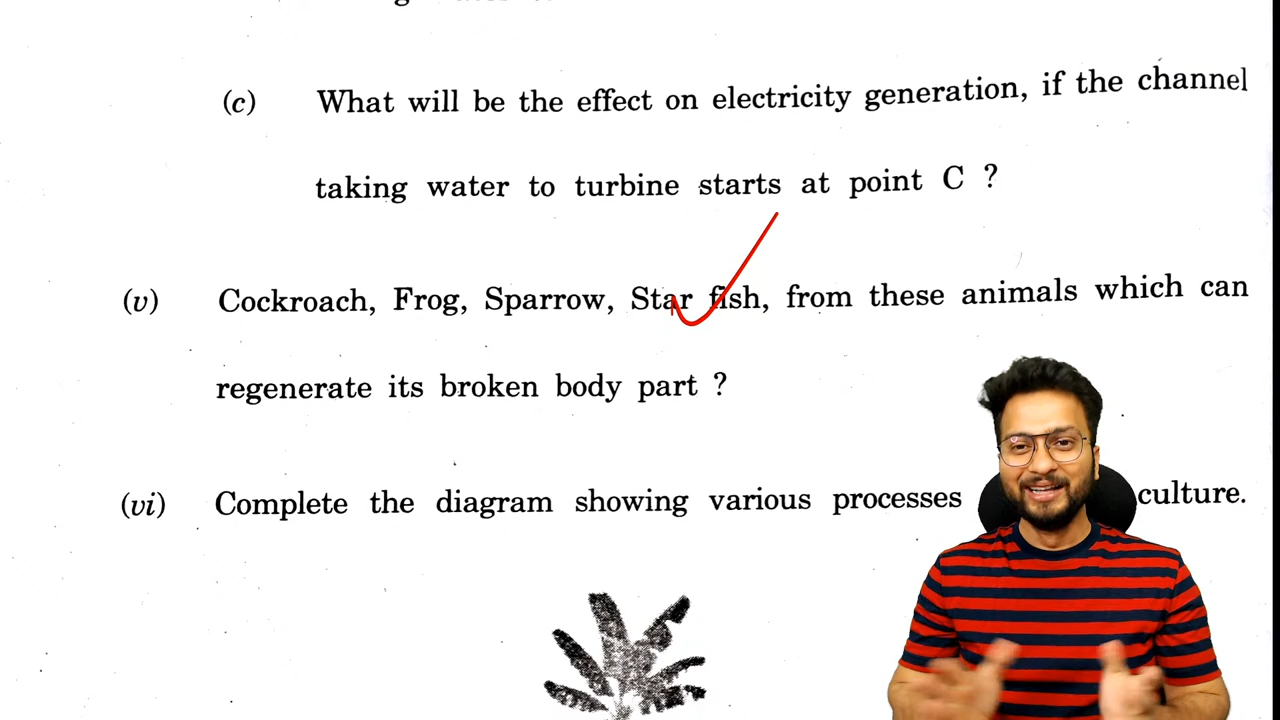 (c) What will be the effect on electricity generation, if the channel
taking water to turbine starts at point C ?
(v) Cockroach, Frog, Sparrow, Star fish, from these animals which can
regenerate its broken body part ?
(vi) Complete the diagram showing various processes culture.